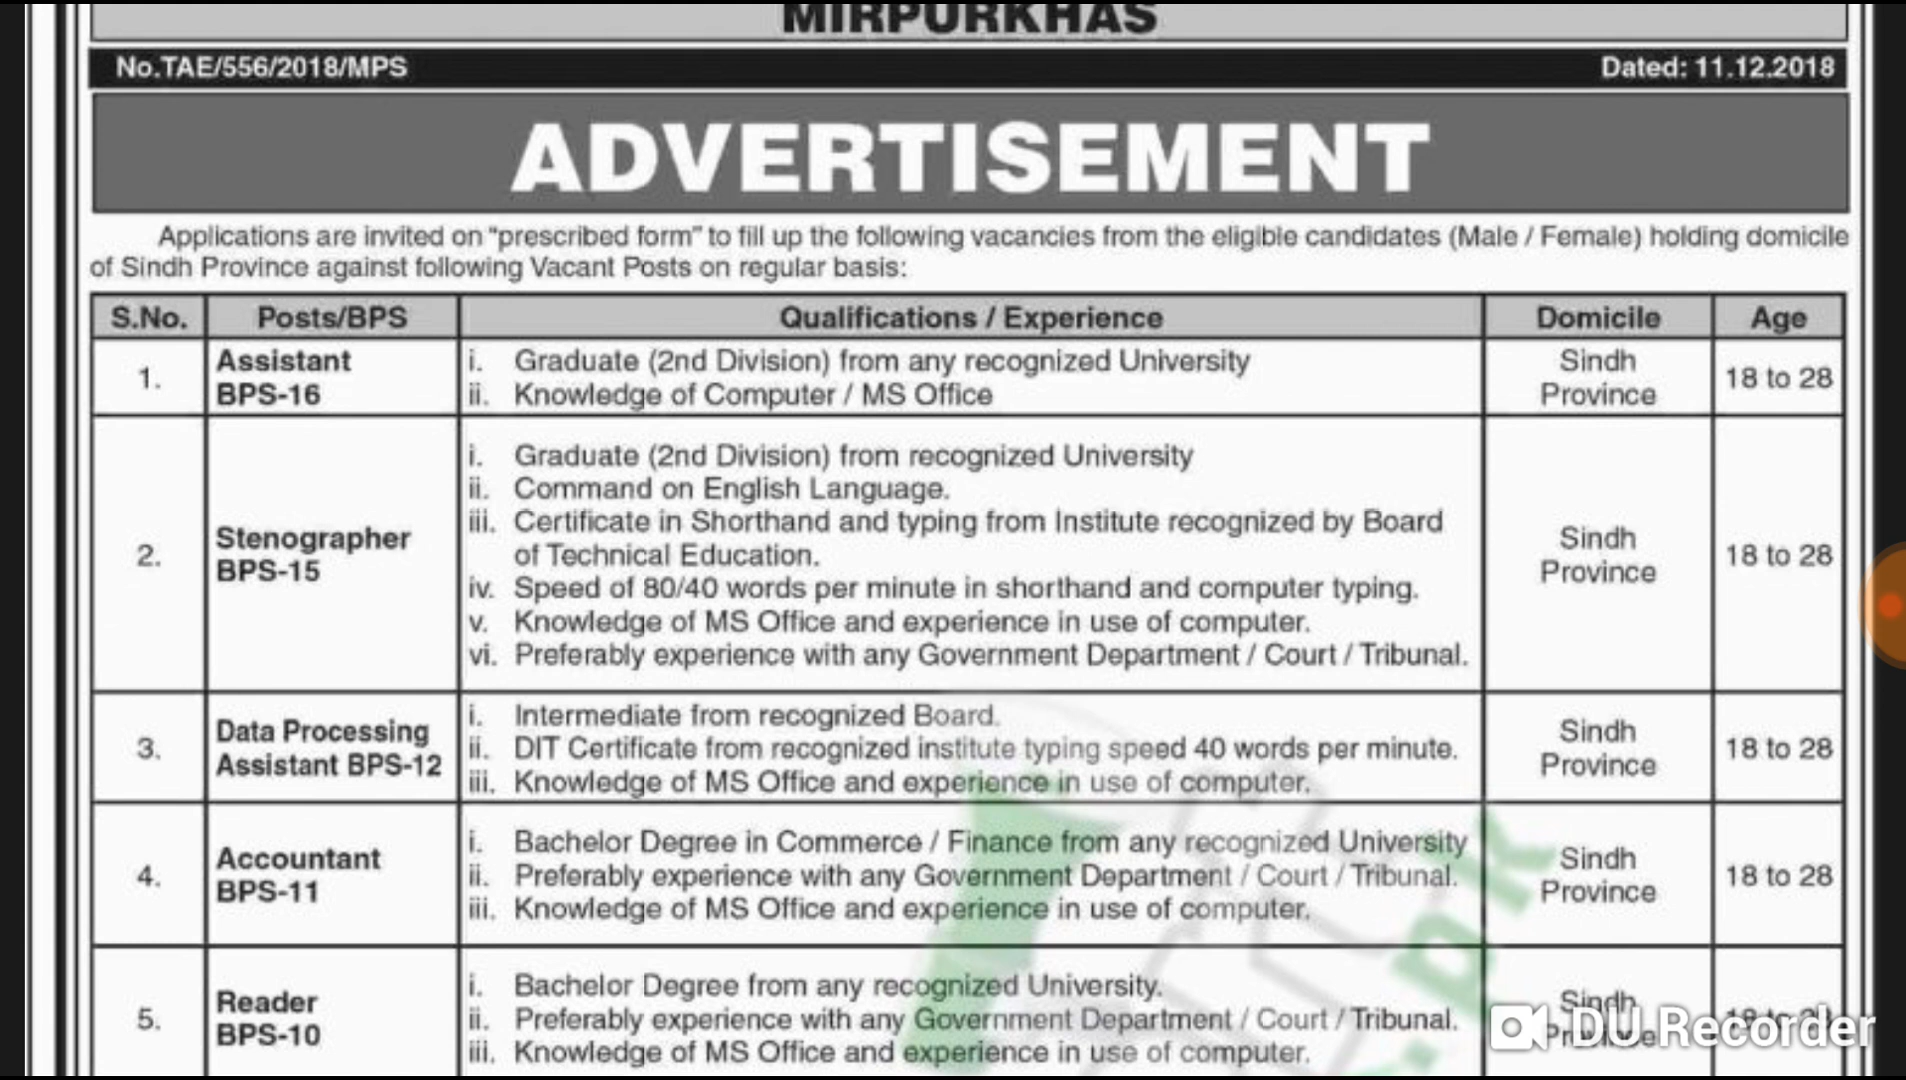 MIRPURKHAS
No.TAE/556/2018/MPS Dated: 11.12.2018
ADVERTISEMENT
Applications are invited on “prescribed form” to fill up the following vacancies from the eligible candidates (Male / Female) holding domicile
of Sindh Province against following Vacant Posts on regular basis:
S.No. Posts/BPS Qualifications / Experience Domicile Age
1.
Assistant
BPS-16
i. Graduate (2nd Division) from any recognized University
ii. Knowledge of Computer / MS Office
Sindh
Province
18 to 28
2.
Stenographer
BPS-15
i. Graduate (2nd Division) from recognized University
ii. Command on English Language.
iii. Certificate in Shorthand and typing from Institute recognized by Board
of Technical Education.
iv. Speed of 80/40 words per minute in shorthand and computer typing.
v. Knowledge of MS Office and experience in use of computer.
vi. Preferably experience with any Government Department / Court / Tribunal.
Sindh
Province
18 to 28
3.
Data Processing
Assistant BPS-12
i. Intermediate from recognized Board.
ii. DIT Certificate from recognized institute typing speed 40 words per minute.
iii. Knowledge of MS Office and experience in use of computer.
Sindh
Province
18 to 28
4.
Accountant
BPS-11
i. Bachelor Degree in Commerce / Finance from any recognized University
ii. Preferably experience with any Government Department / Court / Tribunal.
iii. Knowledge of MS Office and experience in use of computer.
Sindh
Province
18 to 28
5.
Reader
BPS-10
i. Bachelor Degree from any recognized University.
ii. Preferably experience with any Government Department / Court / Tribunal.
iii. Knowledge of MS Office and experience in use of computer.
Sindh
Province
18 to 28
DU Recorder